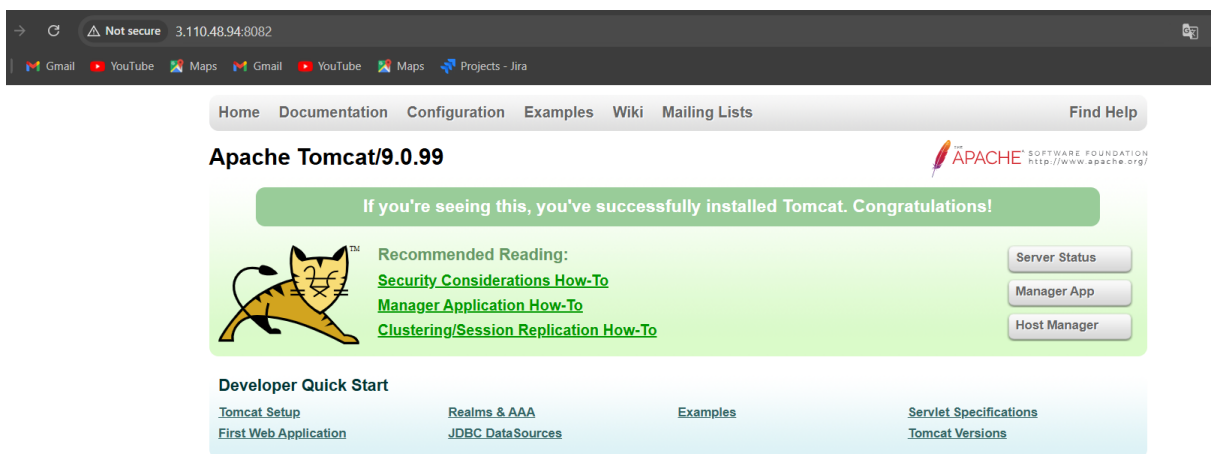 Not secure 3.110.48.94:8082
Gmail YouTube Maps Gmail YouTube Maps Projects - Jira
Home Documentation Configuration Examples Wiki Mailing Lists Find Help
Apache Tomcat/9.0.99
THE
APACHE® SOFTWARE FOUNDATION
http://www.apache.org/
If you're seeing this, you've successfully installed Tomcat. Congratulations!
TM
Recommended Reading:
Security Considerations How-To
Manager Application How-To
Clustering/Session Replication How-To
Server Status
Manager App
Host Manager
Developer Quick Start
Tomcat Setup
First Web Application
Realms & AAA
JDBC DataSources
Examples
Servlet Specifications
Tomcat Versions